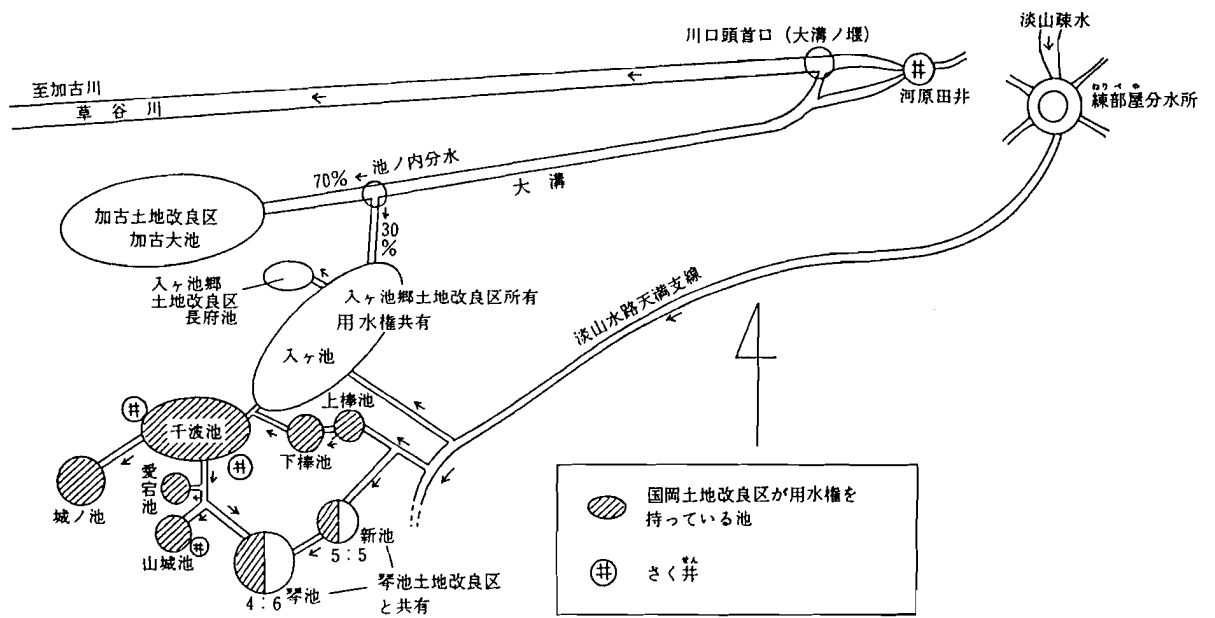 川口頭首口(大溝ノ堰)
淡山疎水
至加古川
草谷川
井
河原田井
ねりべや
練部屋分水所
池ノ内分水
70%
大溝
30
%
加古土地改良区
加古大池
入ヶ池郷
土地改良区
長府池
入ヶ池郷土地改良区所有
用水権共有
入ヶ池
淡山水路天満支線
上棒池
井
千波池
下棒池
井
愛宕池
城ノ池
山城池
井
新池
5:5
琴池
4:6
琴池土地改良区
と共有
国岡土地改良区が用水権を
持っている池
井
せん
さく井